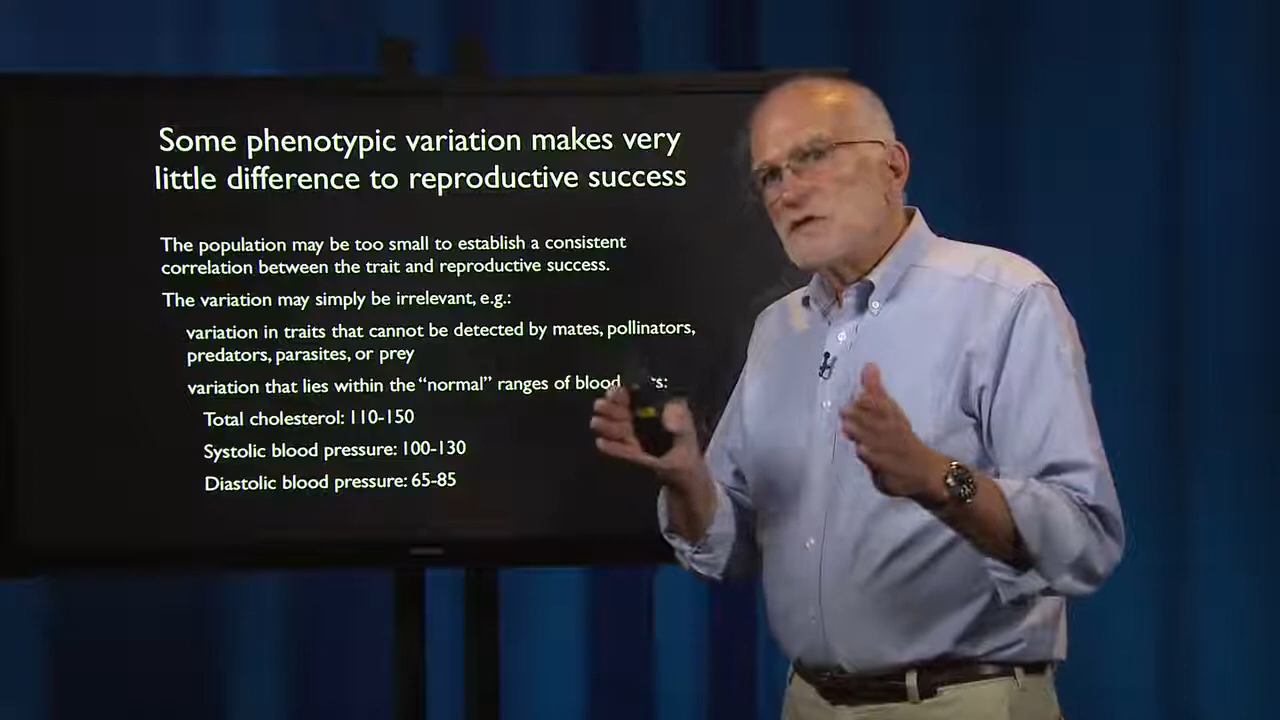 Some phenotypic variation makes very
little difference to reproductive success
The population may be too small to establish a consistent
correlation between the trait and reproductive success.
The variation may simply be irrelevant, e.g.:
variation in traits that cannot be detected by mates, pollinators,
predators, parasites, or prey
variation that lies within the “normal” ranges of blood
Total cholesterol: 110-150
Systolic blood pressure: 100-130
Diastolic blood pressure: 65-85